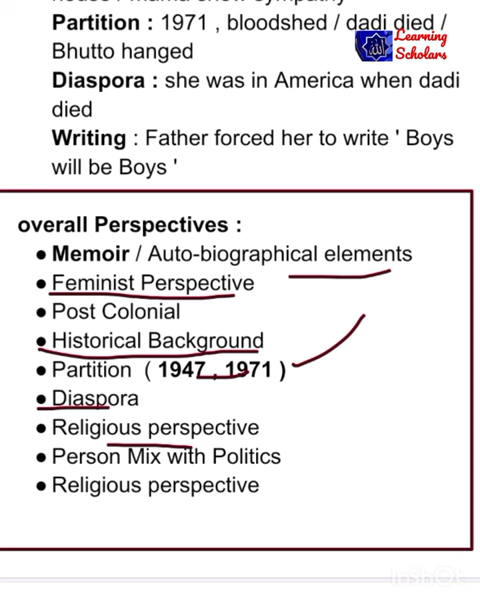 Partition : 1971 , bloodshed / dadi died /
Bhutto hanged
Learning
Scholars
Diaspora : she was in America when dadi
died
Writing : Father forced her to write ' Boys
will be Boys '
overall Perspectives :
● Memoir / Auto-biographical elements
● Feminist Perspective
● Post Colonial
● Historical Background
● Partition ( 1947 , 1971 )
● Diaspora
● Religious perspective
● Person Mix with Politics
● Religious perspective
InShOt